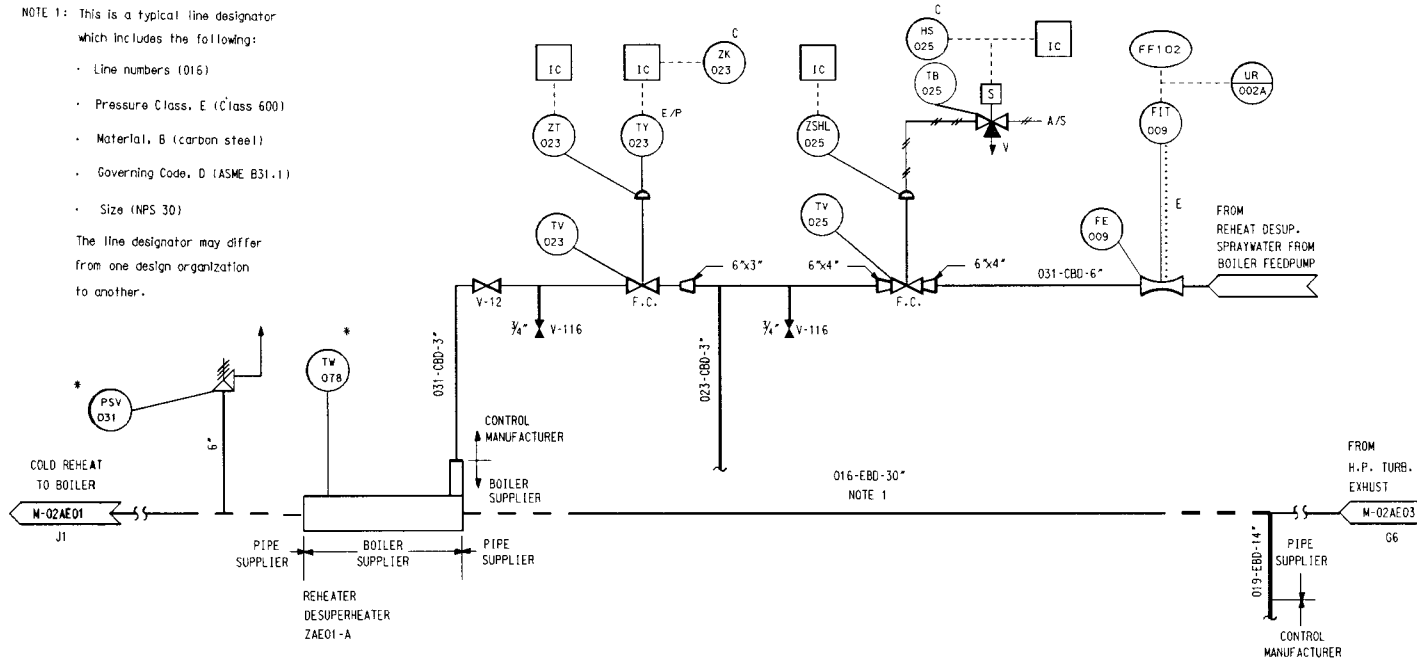 NOTE 1: This is a typical line designator
which includes the following:
· Line numbers (016)
· Pressure Class, E (Class 600)
· Material, B (carbon steel)
· Governing Code, D (ASME B31.1)
· Size (NPS 30)
The line designator may differ
from one design organization
to another.
IC
ZT
023
IC
C
ZK
023
E/P
TY
023
TV
023
IC
ZSHL
025
TV
025
C
HS
025
IC
TB
025
S
A/S
V
FF102
UR
002A
FIT
009
E
FE
009
FROM
REHEAT DESUP.
SPRAYWATER FROM
BOILER FEEDPUMP
V-12
3/4"
V-116
F.C.
6"x3"
3/4"
V-116
6"x4"
F.C.
6"x4"
031-CBD-6"
031-CBD-3"
023-CBD-3"
*
PSV
031
6"
*
TW
078
CONTROL
MANUFACTURER
BOILER
SUPPLIER
COLD REHEAT
TO BOILER
M-02AE01
J1
016-EBD-30"
NOTE 1
FROM
H.P. TURB.
EXHUST
M-02AE03
G6
PIPE
SUPPLIER
BOILER
SUPPLIER
PIPE
SUPPLIER
REHEATER
DESUPERHEATER
ZAE01-A
019-EBD-14"
PIPE
SUPPLIER
CONTROL
MANUFACTURER